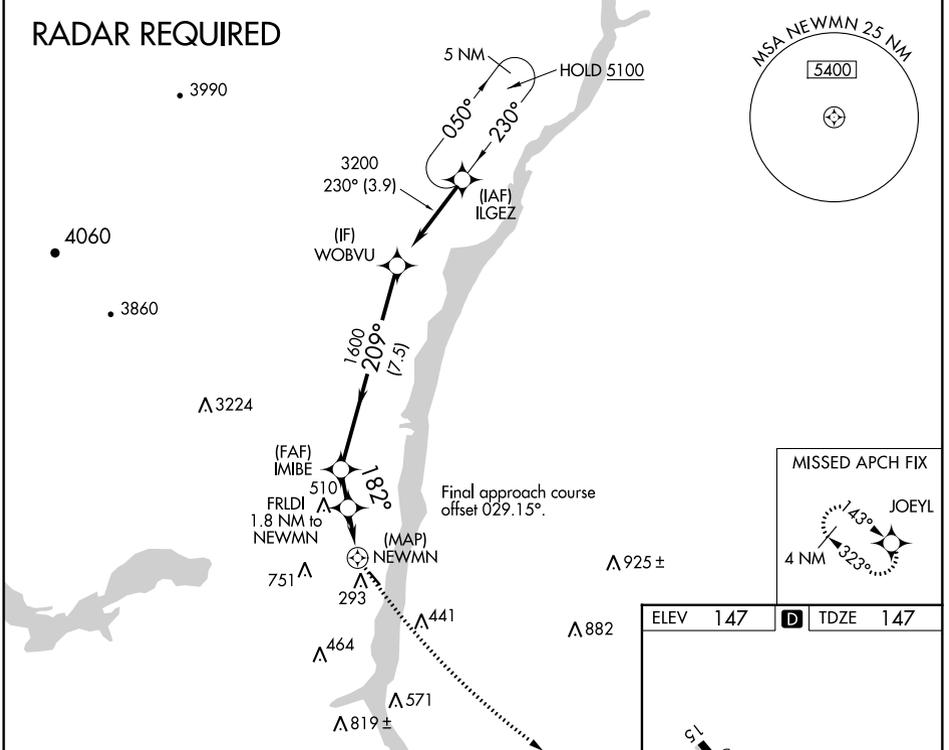 RADAR REQUIRED
MSA NEWMN 25 NM
5400
5 NM
HOLD 5100
3990
050°
230°
3200
230° (3.9)
(IAF)
ILGEZ
4060
(IF)
WOBVU
3860
1600
209°
(7.5)
3224
(FAF)
IMIBE
510
182°
FRLDI
1.8 NM to
NEWMN
Final approach course
offset 029.15°.
(MAP)
NEWMN
751
293
MISSED APCH FIX
JOEYL
143°
4 NM
323°
925 ±
441
882
464
571
819 ±
ELEV 147 D TDZE 147
15